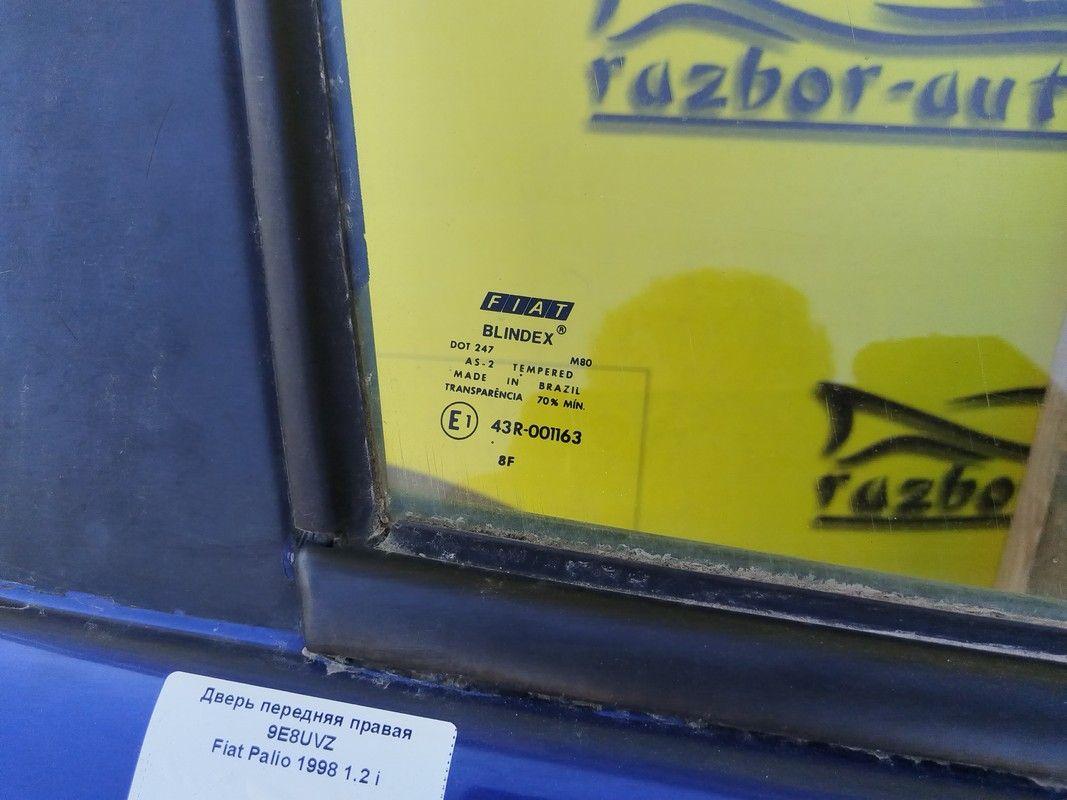 razbor-aut
FIAT
BLINDEX®
DOT 247 M80
AS-2 TEMPERED
MADE IN BRAZIL
TRANSPARÊNCIA 70% MÍN.
E1 43R-001163
8F
razbo
Дверь передняя правая
9E8UVZ
Fiat Palio 1998 1.2 i